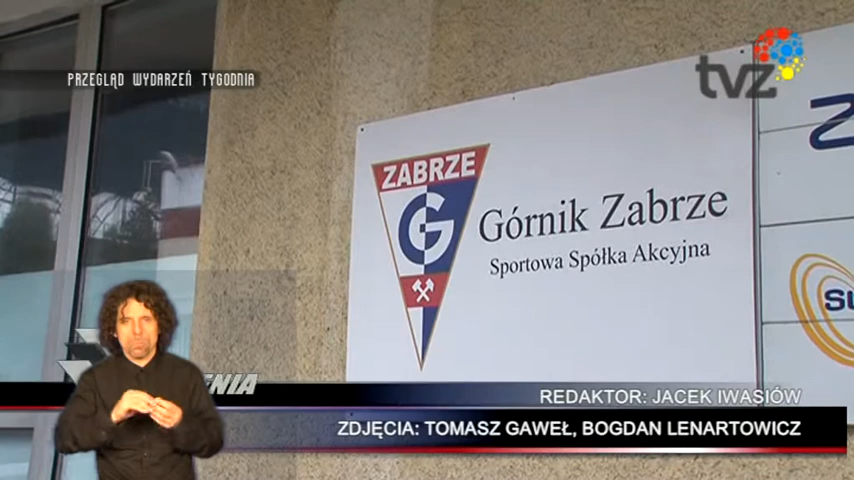 PRZEGLĄD WYDARZEŃ TYGODNIA
tvz
ZABRZE
G
Górnik Zabrze
Sportowa Spółka Akcyjna
REDAKTOR: JACEK IWASIÓW
ZDJĘCIA: TOMASZ GAWEŁ, BOGDAN LENARTOWICZ